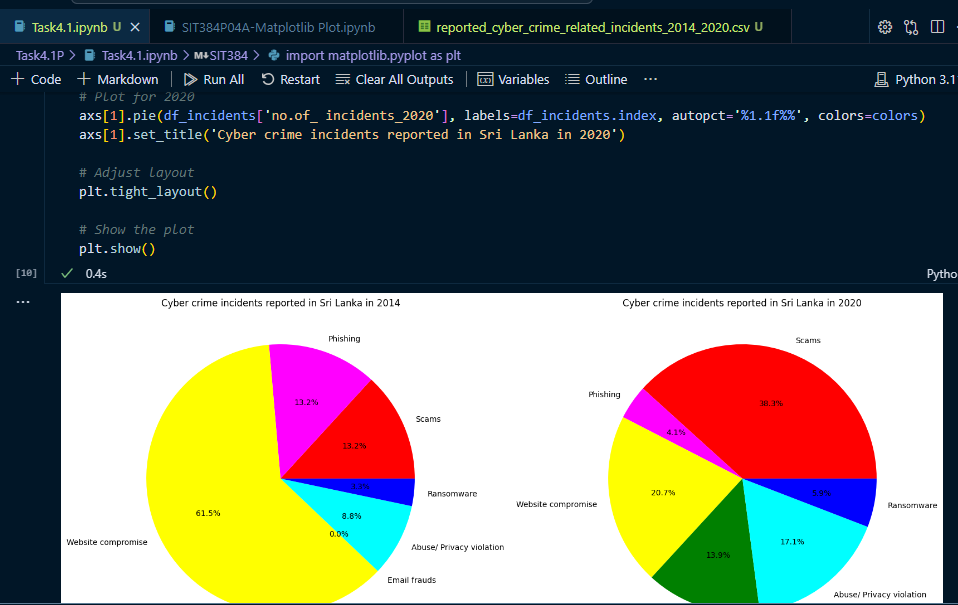 Task4.1.ipynb U
SIT384P04A-Matplotlib Plot.ipynb
reported_cyber_crime_related_incidents_2014_2020.csv U
Task4.1P > Task4.1.ipynb > M↓SIT384 > import matplotlib.pyplot as plt
+ Code + Markdown | Run All Restart Clear All Outputs | Variables Outline ··· Python 3.1
# Plot for 2020
axs[1].pie(df_incidents['no.of_ incidents_2020'], labels=df_incidents.index, autopct='%1.1f%%', colors=colors)
axs[1].set_title('Cyber crime incidents reported in Sri Lanka in 2020')
# Adjust layout
plt.tight_layout()
# Show the plot
plt.show()
[10] ✓ 0.4s Pytho
···
Cyber crime incidents reported in Sri Lanka in 2014
Phishing
13.2%
Scams
13.2%
Ransomware
61.5%
8.8%
0.0%
Website compromise
Abuse/ Privacy violation
Email frauds
Cyber crime incidents reported in Sri Lanka in 2020
Scams
38.3%
Phishing
4.1%
20.7%
Website compromise
Ransomware
17.1%
13.9%
Abuse/ Privacy violation